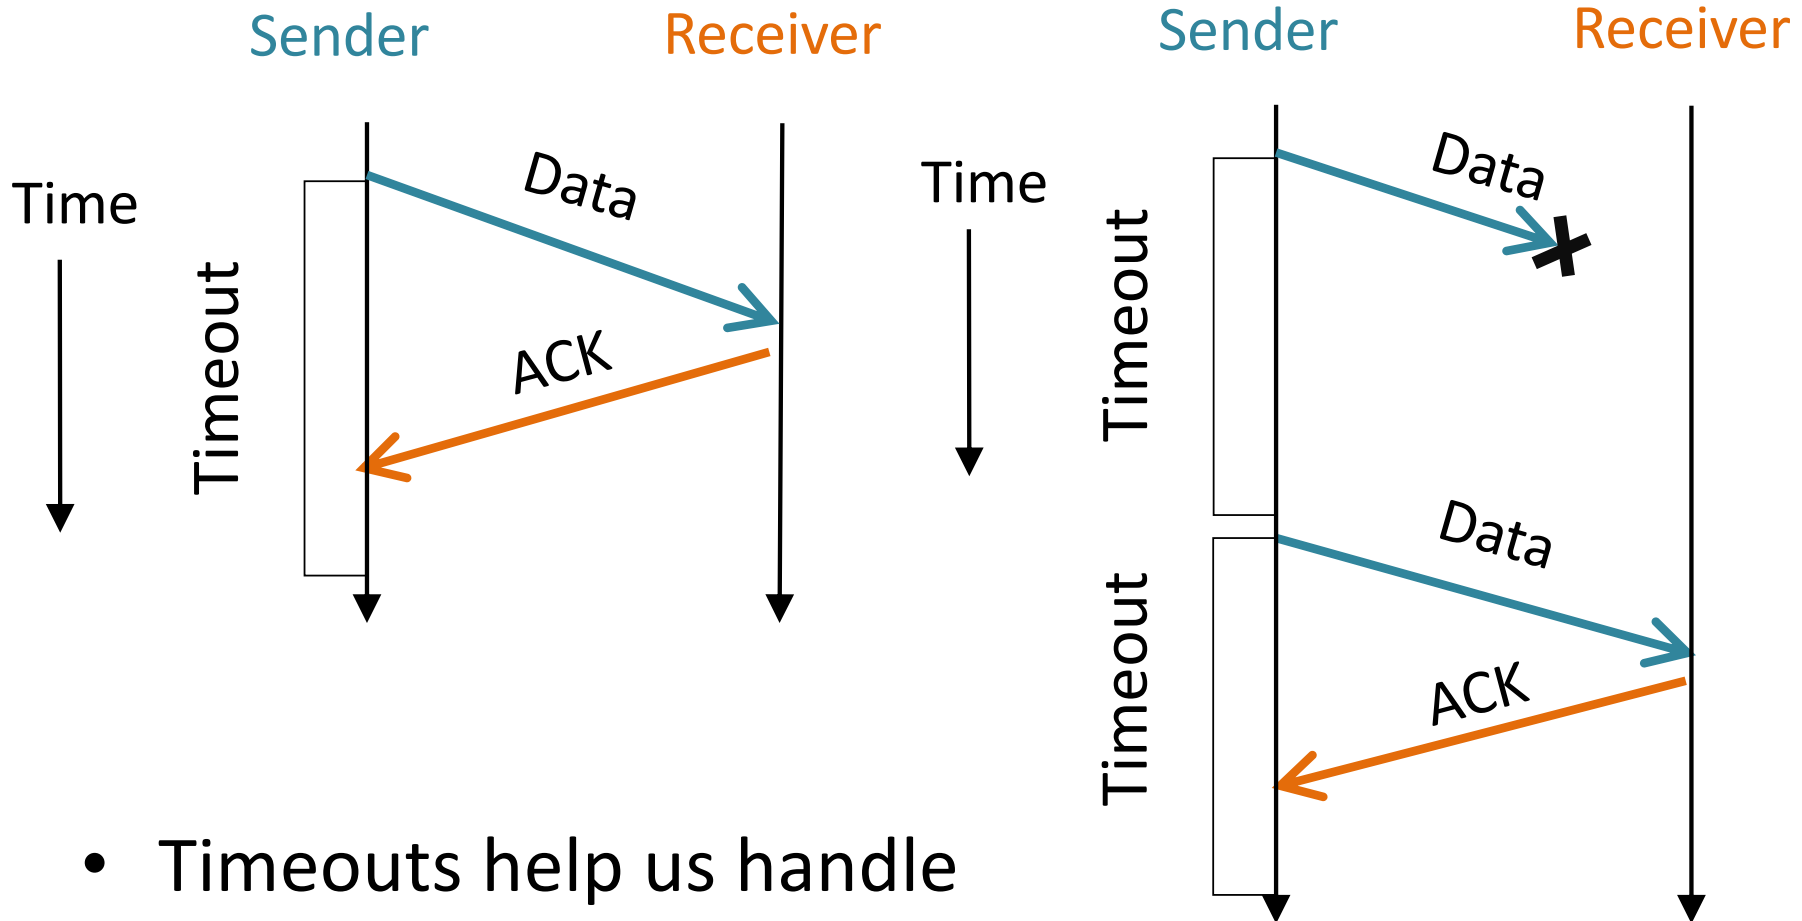 Sender
Receiver
Time
Timeout
Data
ACK
Sender
Receiver
Time
Timeout
Data
Timeout
Data
ACK
• Timeouts help us handle